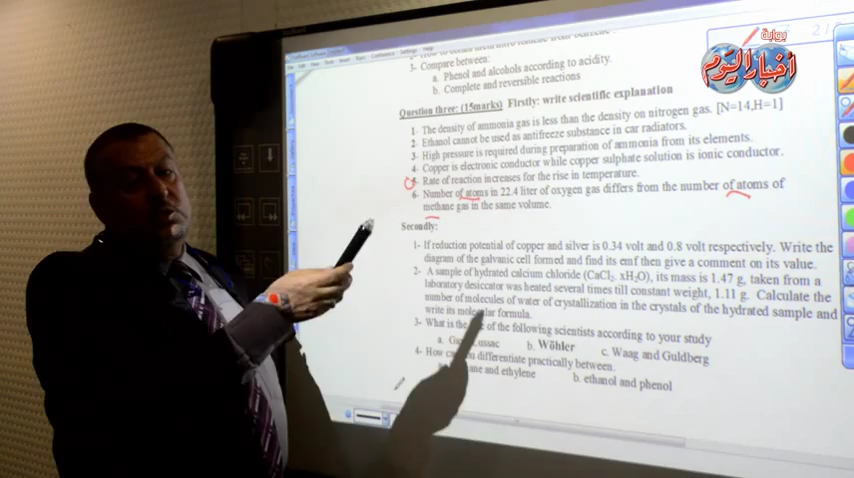 بوابة
أخبار اليوم
3- Compare between:
a. Phenol and alcohols according to acidity.
b. Complete and reversible reactions
Question three: (15marks) Firstly: write scientific explanation
1- The density of ammonia gas is less than the density on nitrogen gas. [N=14,H=1]
2- Ethanol cannot be used as antifreeze substance in car radiators.
3- High pressure is required during preparation of ammonia from its elements.
4- Copper is electronic conductor while copper sulphate solution is ionic conductor.
Rate of reaction increases for the rise in temperature.
6- Number of atoms in 22.4 liter of oxygen gas differs from the number of atoms of
methane gas in the same volume.
Secondly:
1- If reduction potential of copper and silver is 0.34 volt and 0.8 volt respectively. Write the
diagram of the galvanic cell formed and find its emf then give a comment on its value.
2- A sample of hydrated calcium chloride (CaCl₂. xH₂O), its mass is 1.47 g, taken from a
laboratory desiccator was heated several times till constant weight, 1.11 g. Calculate the
number of molecules of water of crystallization in the crystals of the hydrated sample and
write its molecular formula.
3- What is the of the following scientists according to your study
a. b. Wöhler c. Waag and Guldberg
4- How differentiate practically between.
and ethylene b. ethanol and phenol